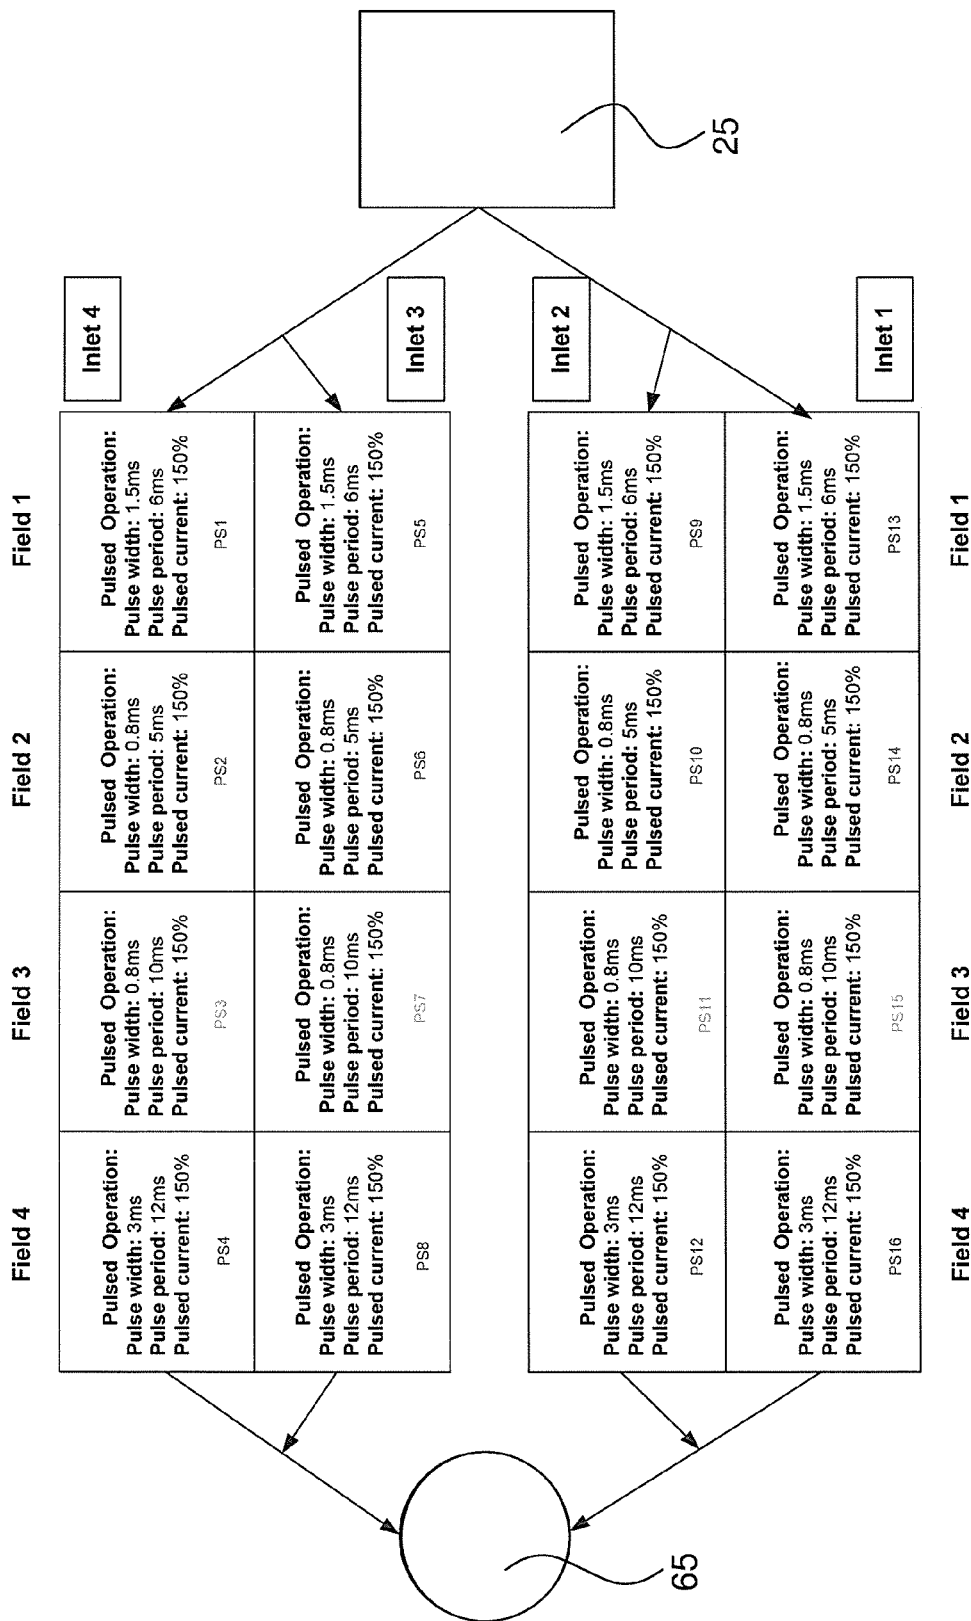 Field 4
Field 3
Field 2
Field 1
Pulsed Operation:
Pulse width: 3ms
Pulse period: 12ms
Pulsed current: 150%
PS4
Pulsed Operation:
Pulse width: 0.8ms
Pulse period: 10ms
Pulsed current: 150%
PS3
Pulsed Operation:
Pulse width: 0.8ms
Pulse period: 5ms
Pulsed current: 150%
PS2
Pulsed Operation:
Pulse width: 1.5ms
Pulse period: 6ms
Pulsed current: 150%
PS1
Inlet 4
Pulsed Operation:
Pulse width: 3ms
Pulse period: 12ms
Pulsed current: 150%
PS8
Pulsed Operation:
Pulse width: 0.8ms
Pulse period: 10ms
Pulsed current: 150%
PS7
Pulsed Operation:
Pulse width: 0.8ms
Pulse period: 5ms
Pulsed current: 150%
PS6
Pulsed Operation:
Pulse width: 1.5ms
Pulse period: 6ms
Pulsed current: 150%
PS5
Inlet 3
Inlet 2
Pulsed Operation:
Pulse width: 3ms
Pulse period: 12ms
Pulsed current: 150%
PS12
Pulsed Operation:
Pulse width: 0.8ms
Pulse period: 10ms
Pulsed current: 150%
PS11
Pulsed Operation:
Pulse width: 0.8ms
Pulse period: 5ms
Pulsed current: 150%
PS10
Pulsed Operation:
Pulse width: 1.5ms
Pulse period: 6ms
Pulsed current: 150%
PS9
65
25
Pulsed Operation:
Pulse width: 3ms
Pulse period: 12ms
Pulsed current: 150%
PS16
Pulsed Operation:
Pulse width: 0.8ms
Pulse period: 10ms
Pulsed current: 150%
PS15
Pulsed Operation:
Pulse width: 0.8ms
Pulse period: 5ms
Pulsed current: 150%
PS14
Pulsed Operation:
Pulse width: 1.5ms
Pulse period: 6ms
Pulsed current: 150%
PS13
Inlet 1
Field 4
Field 3
Field 2
Field 1